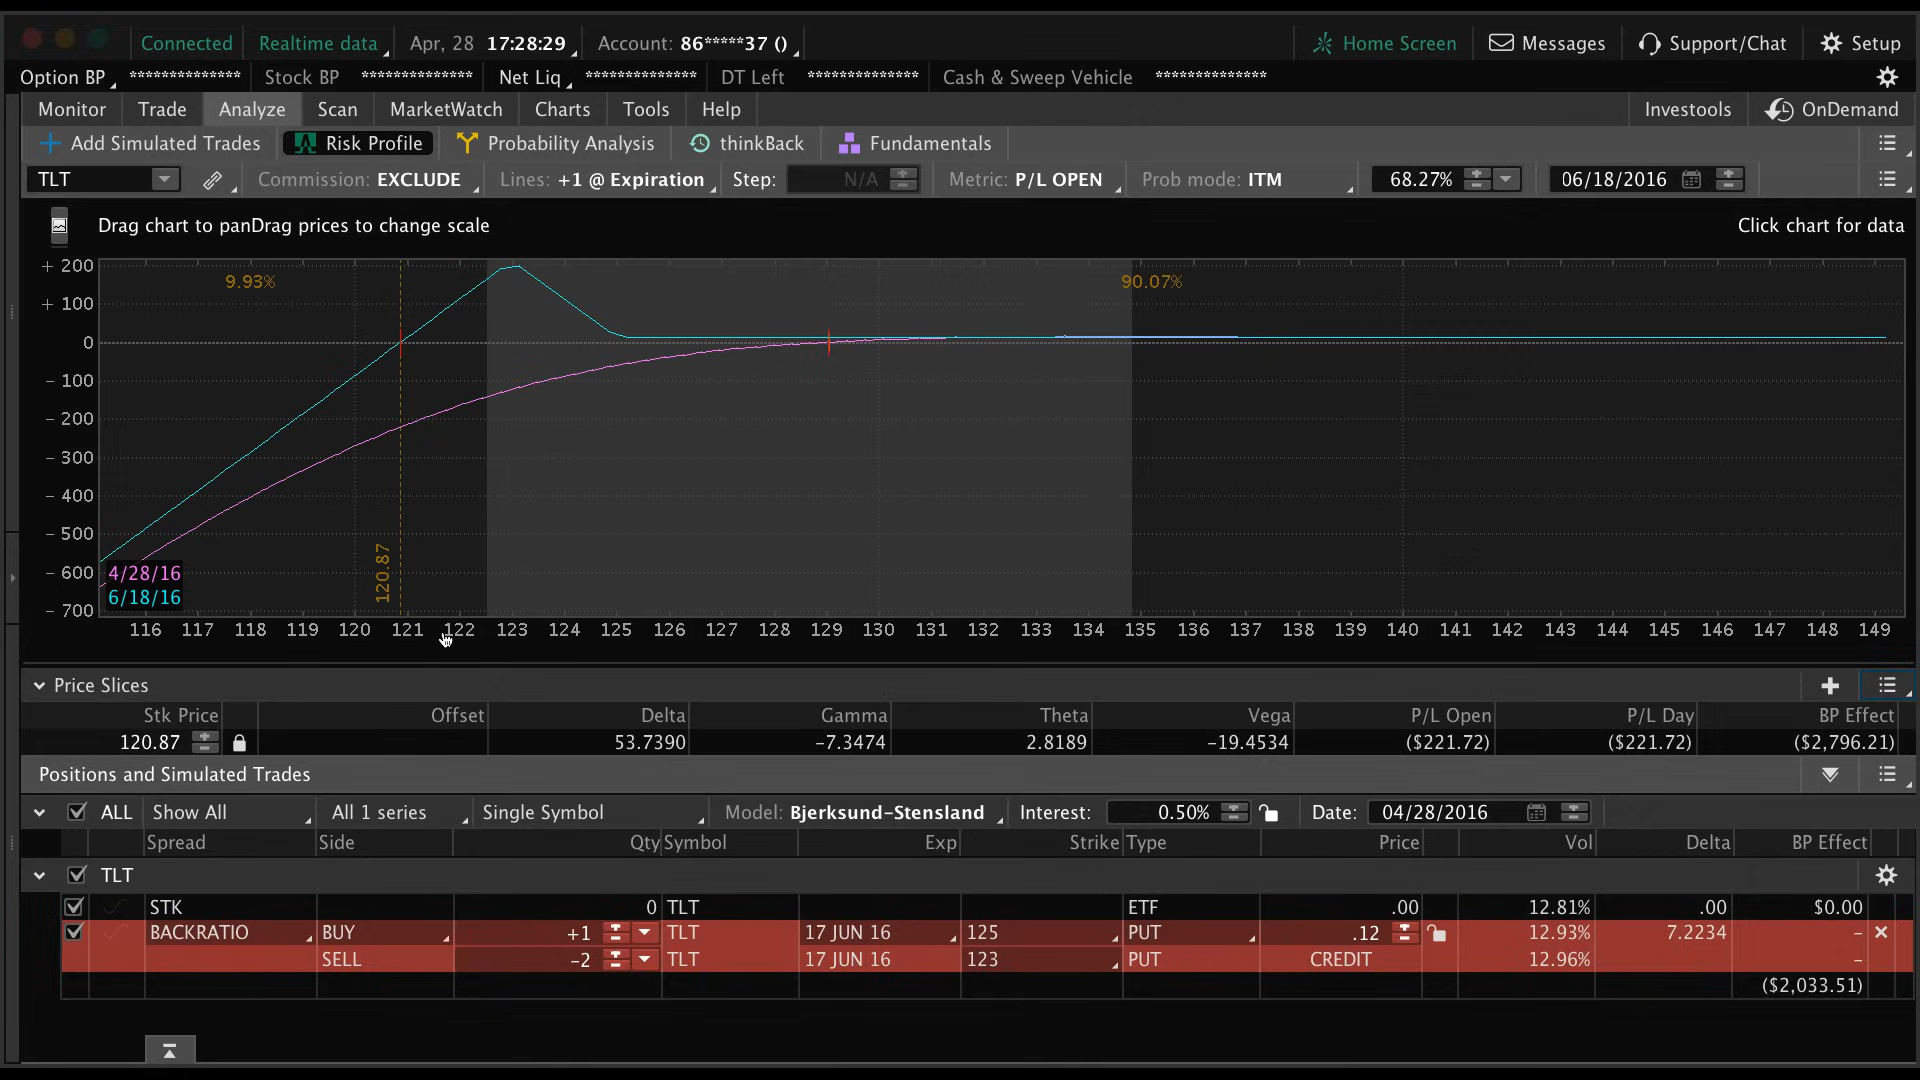 Connected Realtime data Apr, 28 17:28:29 Account: 86*****37 () Home Screen Messages Support/Chat Setup
Option BP ************** Stock BP ************** Net Liq ************** DT Left ************** Cash & Sweep Vehicle **************
Monitor Trade Analyze Scan MarketWatch Charts Tools Help Investools OnDemand
Add Simulated Trades Risk Profile Probability Analysis thinkBack Fundamentals
TLT Commission: EXCLUDE Lines: +1 @ Expiration Step: N/A Metric: P/L OPEN Prob mode: ITM 68.27% 06/18/2016
Drag chart to panDrag prices to change scale Click chart for data
+ 200
9.93% 90.07%
+ 100
0
- 100
- 200
- 300
- 400
- 500
- 600
- 700
120.87
4/28/16
6/18/16
116 117 118 119 120 121 122 123 124 125 126 127 128 129 130 131 132 133 134 135 136 137 138 139 140 141 142 143 144 145 146 147 148 149
Price Slices
Stk Price Offset Delta Gamma Theta Vega P/L Open P/L Day BP Effect
120.87 53.7390 -7.3474 2.8189 -19.4534 ($221.72) ($221.72) ($2,796.21)
Positions and Simulated Trades
ALL Show All All 1 series Single Symbol Model: Bjerksund-Stensland Interest: 0.50% Date: 04/28/2016
Spread Side Qty Symbol Exp Strike Type Price Vol Delta BP Effect
TLT
STK 0 TLT ETF .00 12.81% .00 $0.00
BACKRATIO BUY +1 TLT 17 JUN 16 125 PUT .12 12.93% 7.2234 -
SELL -2 TLT 17 JUN 16 123 PUT CREDIT 12.96% -
($2,033.51)